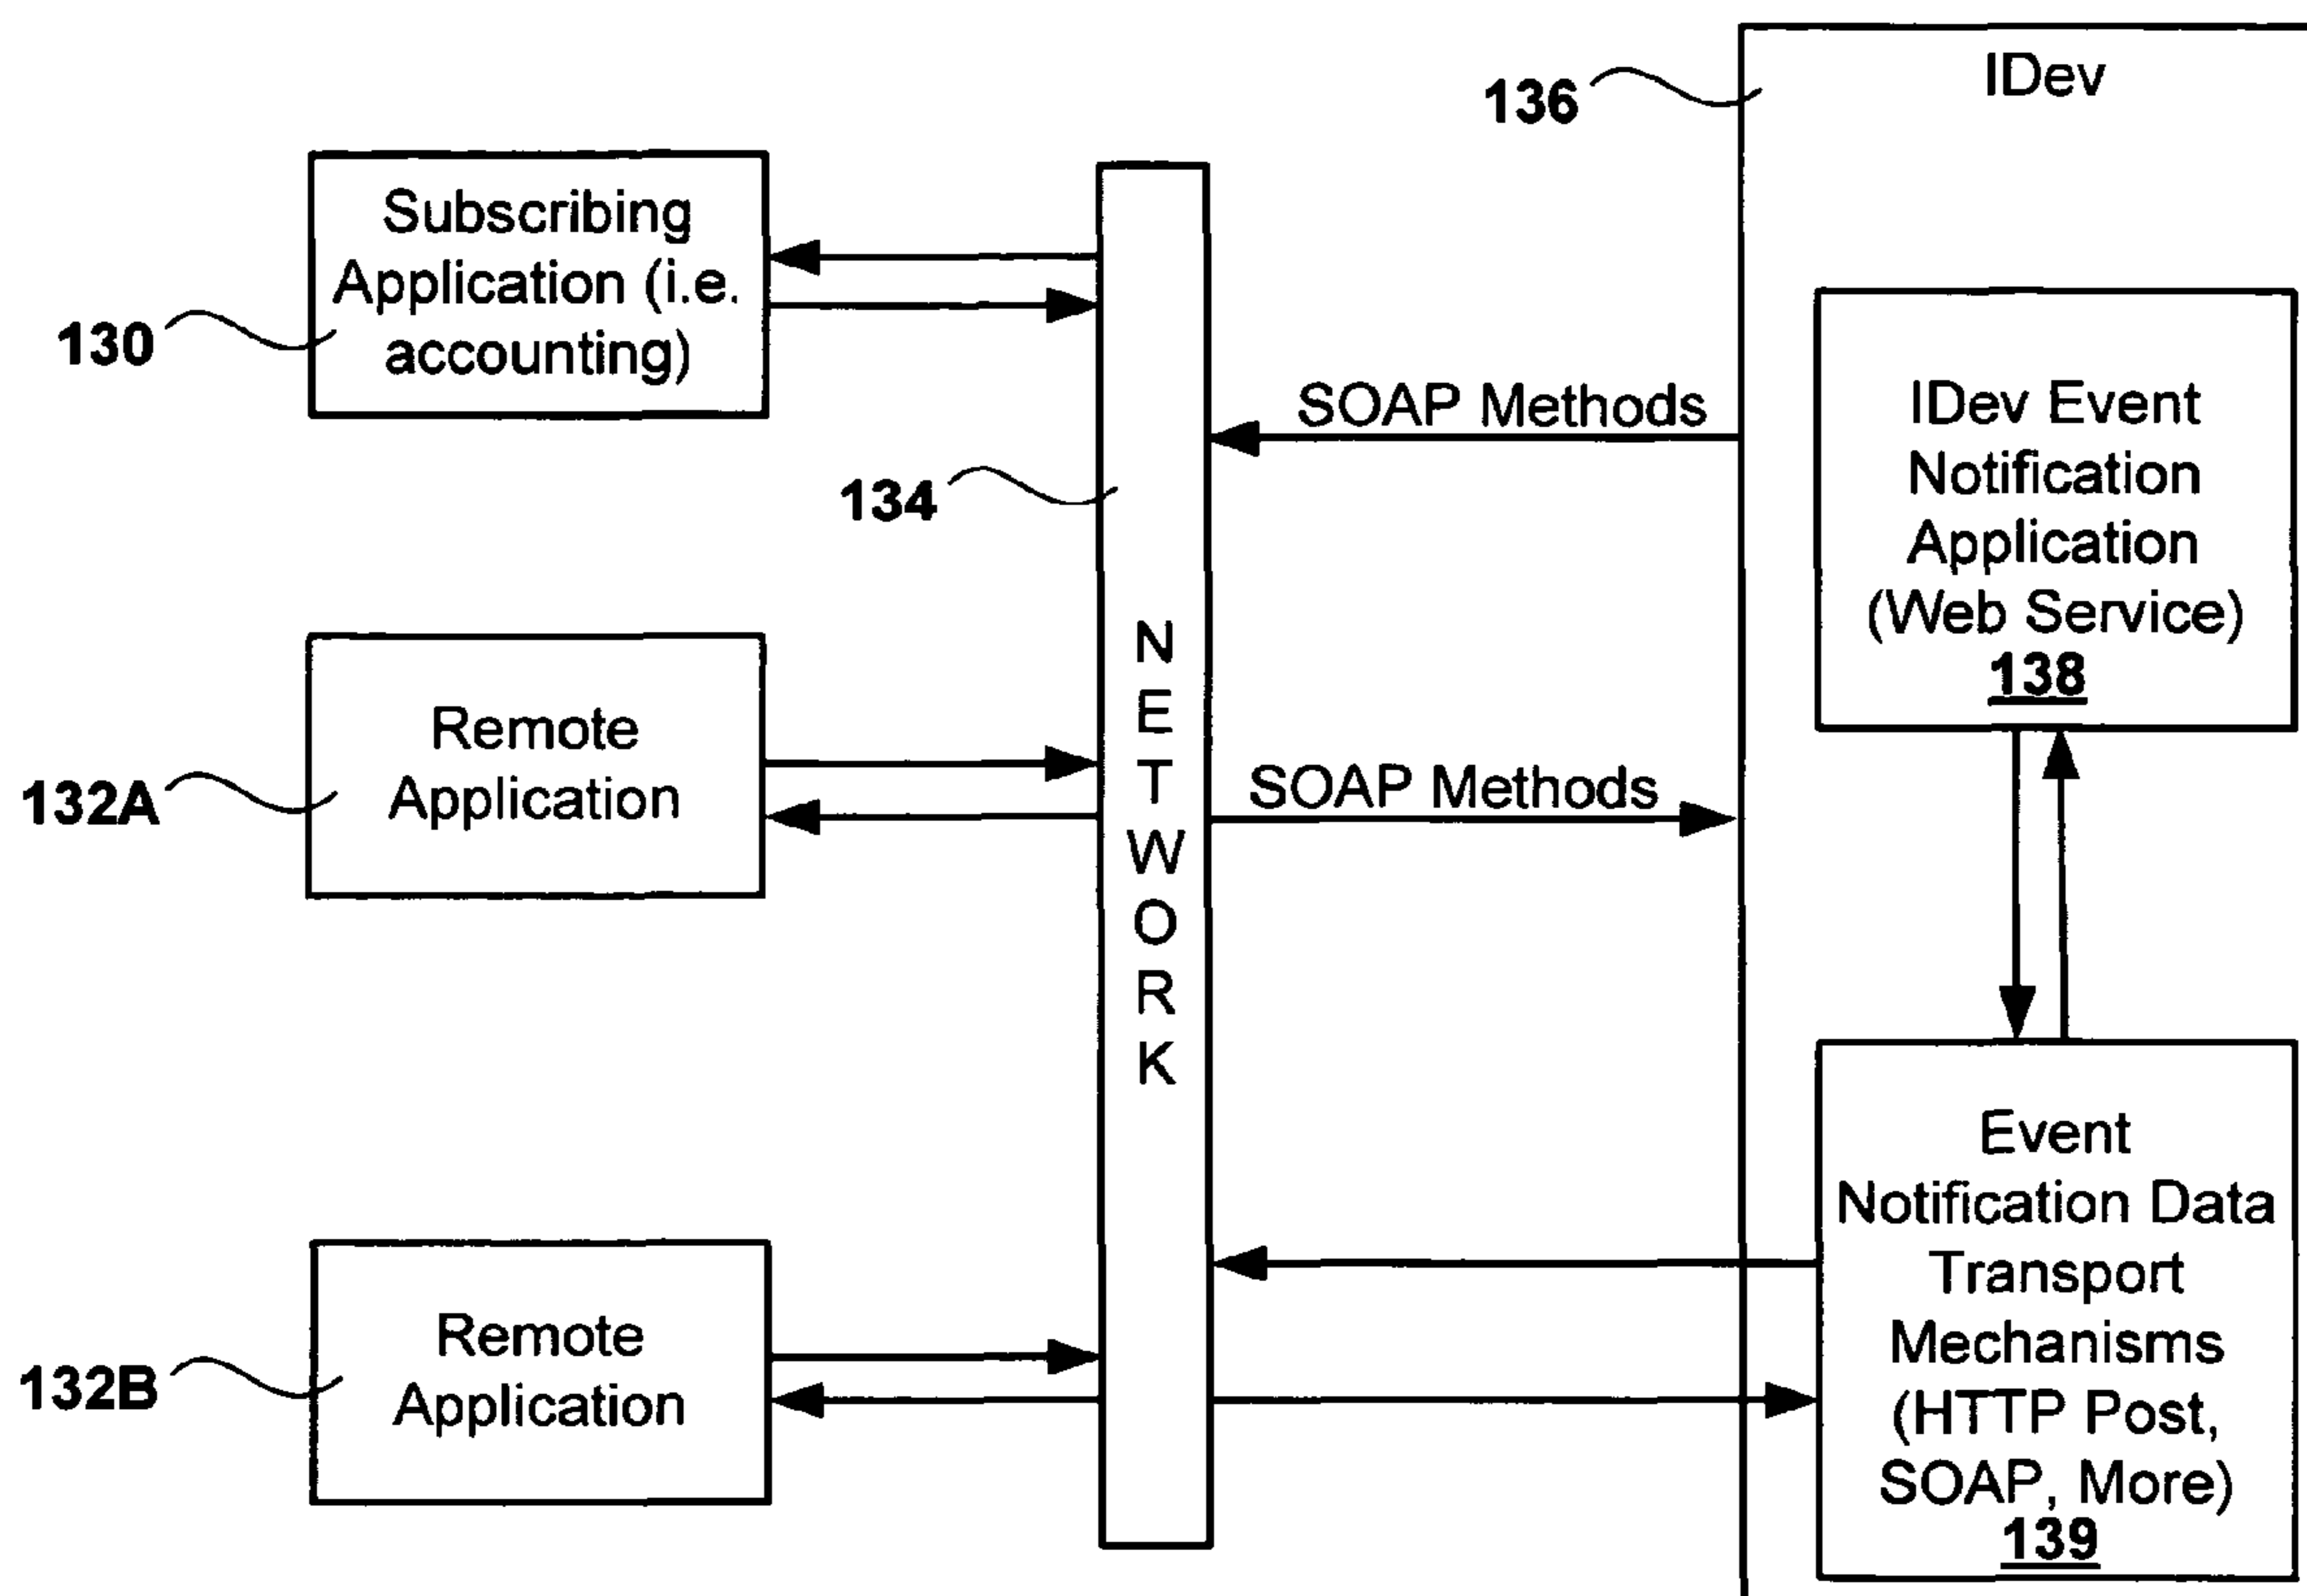 IDev
136
Subscribing
Application (i.e.
accounting)
130
SOAP Methods
134
IDev Event
Notification
Application
(Web Service)
138
N
E
T
W
O
R
K
Remote
Application
132A
SOAP Methods
Event
Notification Data
Transport
Mechanisms
(HTTP Post,
SOAP, More)
139
Remote
Application
132B